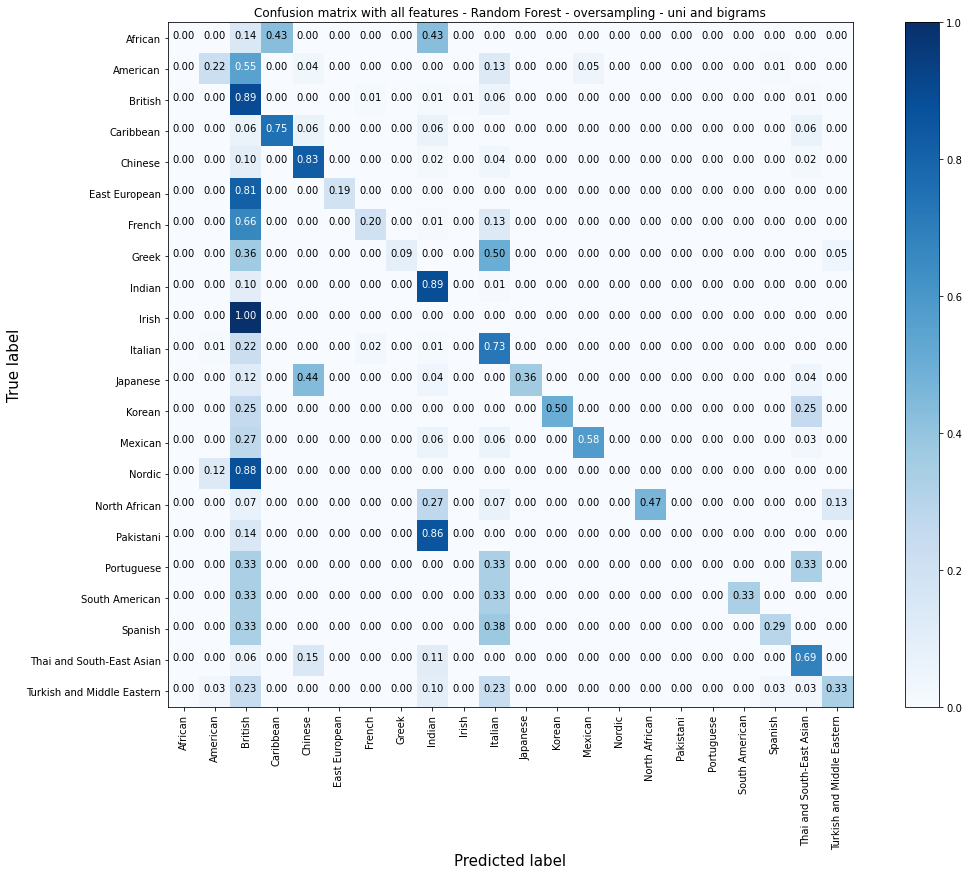 Confusion matrix with all features - Random Forest - oversampling - uni and bigrams
True label
African 0.00 0.00 0.14 0.43 0.00 0.00 0.00 0.00 0.43 0.00 0.00 0.00 0.00 0.00 0.00 0.00 0.00 0.00 0.00 0.00 0.00 0.00
American 0.00 0.22 0.55 0.00 0.04 0.00 0.00 0.00 0.00 0.00 0.13 0.00 0.00 0.05 0.00 0.00 0.00 0.00 0.00 0.01 0.00 0.00
British 0.00 0.00 0.89 0.00 0.00 0.00 0.01 0.00 0.01 0.01 0.06 0.00 0.00 0.00 0.00 0.00 0.00 0.00 0.00 0.00 0.01 0.00
Caribbean 0.00 0.00 0.06 0.75 0.06 0.00 0.00 0.00 0.06 0.00 0.00 0.00 0.00 0.00 0.00 0.00 0.00 0.00 0.00 0.00 0.06 0.00
Chinese 0.00 0.00 0.10 0.00 0.83 0.00 0.00 0.00 0.02 0.00 0.04 0.00 0.00 0.00 0.00 0.00 0.00 0.00 0.00 0.00 0.02 0.00
East European 0.00 0.00 0.81 0.00 0.00 0.19 0.00 0.00 0.00 0.00 0.00 0.00 0.00 0.00 0.00 0.00 0.00 0.00 0.00 0.00 0.00 0.00
French 0.00 0.00 0.66 0.00 0.00 0.00 0.20 0.00 0.01 0.00 0.13 0.00 0.00 0.00 0.00 0.00 0.00 0.00 0.00 0.00 0.00 0.00
Greek 0.00 0.00 0.36 0.00 0.00 0.00 0.00 0.09 0.00 0.00 0.50 0.00 0.00 0.00 0.00 0.00 0.00 0.00 0.00 0.00 0.00 0.05
Indian 0.00 0.00 0.10 0.00 0.00 0.00 0.00 0.00 0.89 0.00 0.01 0.00 0.00 0.00 0.00 0.00 0.00 0.00 0.00 0.00 0.00 0.00
Irish 0.00 0.00 1.00 0.00 0.00 0.00 0.00 0.00 0.00 0.00 0.00 0.00 0.00 0.00 0.00 0.00 0.00 0.00 0.00 0.00 0.00 0.00
Italian 0.00 0.01 0.22 0.00 0.00 0.00 0.02 0.00 0.01 0.00 0.73 0.00 0.00 0.00 0.00 0.00 0.00 0.00 0.00 0.00 0.00 0.00
Japanese 0.00 0.00 0.12 0.00 0.44 0.00 0.00 0.00 0.04 0.00 0.00 0.36 0.00 0.00 0.00 0.00 0.00 0.00 0.00 0.00 0.04 0.00
Korean 0.00 0.00 0.25 0.00 0.00 0.00 0.00 0.00 0.00 0.00 0.00 0.00 0.50 0.00 0.00 0.00 0.00 0.00 0.00 0.00 0.25 0.00
Mexican 0.00 0.00 0.27 0.00 0.00 0.00 0.00 0.00 0.06 0.00 0.06 0.00 0.00 0.58 0.00 0.00 0.00 0.00 0.00 0.00 0.03 0.00
Nordic 0.00 0.12 0.88 0.00 0.00 0.00 0.00 0.00 0.00 0.00 0.00 0.00 0.00 0.00 0.00 0.00 0.00 0.00 0.00 0.00 0.00 0.00
North African 0.00 0.00 0.07 0.00 0.00 0.00 0.00 0.00 0.27 0.00 0.07 0.00 0.00 0.00 0.00 0.47 0.00 0.00 0.00 0.00 0.00 0.13
Pakistani 0.00 0.00 0.14 0.00 0.00 0.00 0.00 0.00 0.86 0.00 0.00 0.00 0.00 0.00 0.00 0.00 0.00 0.00 0.00 0.00 0.00 0.00
Portuguese 0.00 0.00 0.33 0.00 0.00 0.00 0.00 0.00 0.00 0.00 0.33 0.00 0.00 0.00 0.00 0.00 0.00 0.00 0.00 0.00 0.33 0.00
South American 0.00 0.00 0.33 0.00 0.00 0.00 0.00 0.00 0.00 0.00 0.33 0.00 0.00 0.00 0.00 0.00 0.00 0.00 0.33 0.00 0.00 0.00
Spanish 0.00 0.00 0.33 0.00 0.00 0.00 0.00 0.00 0.00 0.00 0.38 0.00 0.00 0.00 0.00 0.00 0.00 0.00 0.00 0.29 0.00 0.00
Thai and South-East Asian 0.00 0.00 0.06 0.00 0.15 0.00 0.00 0.00 0.11 0.00 0.00 0.00 0.00 0.00 0.00 0.00 0.00 0.00 0.00 0.00 0.69 0.00
Turkish and Middle Eastern 0.00 0.03 0.23 0.00 0.00 0.00 0.00 0.00 0.10 0.00 0.23 0.00 0.00 0.00 0.00 0.00 0.00 0.00 0.00 0.03 0.03 0.33
African
American
British
Caribbean
Chinese
East European
French
Greek
Indian
Irish
Italian
Japanese
Korean
Mexican
Nordic
North African
Pakistani
Portuguese
South American
Spanish
Thai and South-East Asian
Turkish and Middle Eastern
Predicted label
1.0
0.8
0.6
0.4
0.2
0.0